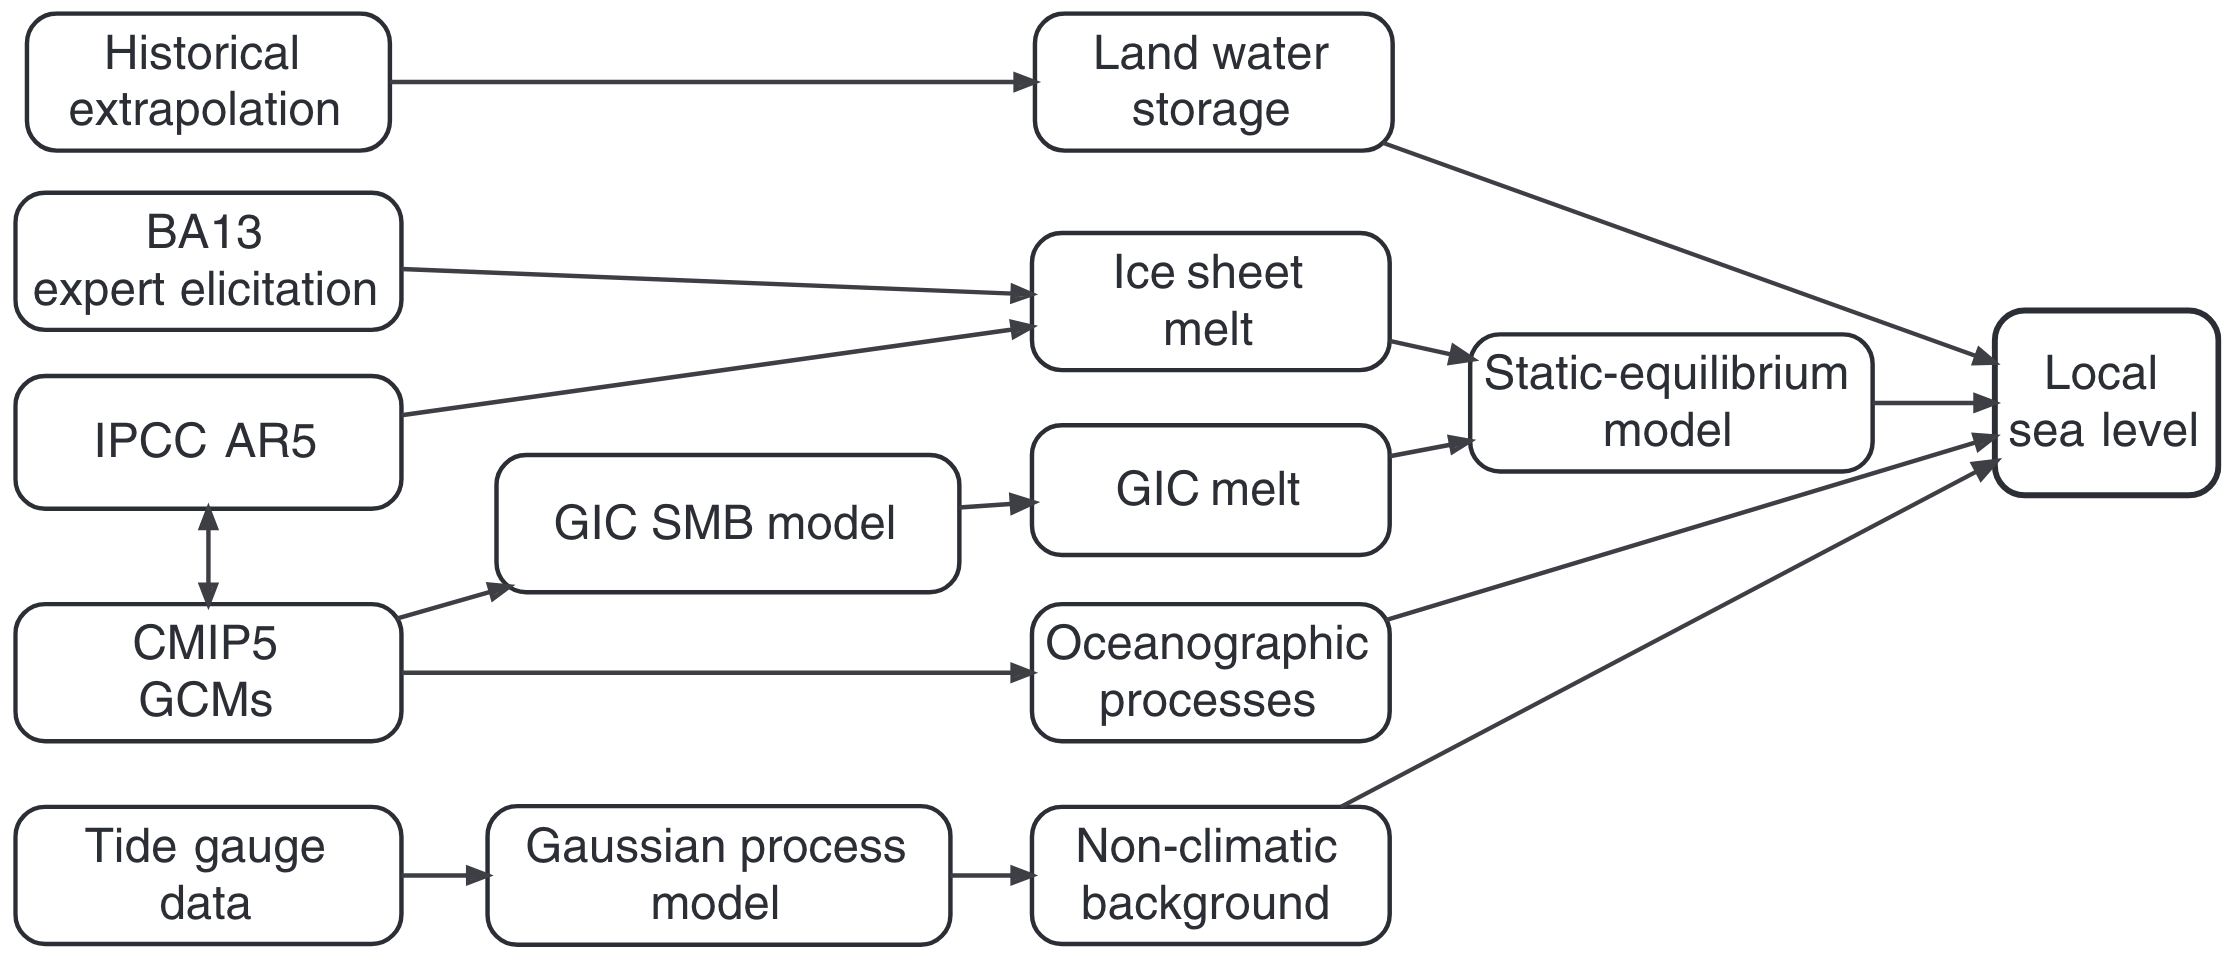 Historical
extrapolation
Land water
storage
BA13
expert elicitation
Ice sheet
melt
IPCC AR5
Static-equilibrium
model
Local
sea level
GIC SMB model
GIC melt
CMIP5
GCMs
Oceanographic
processes
Tide gauge
data
Gaussian process
model
Non-climatic
background